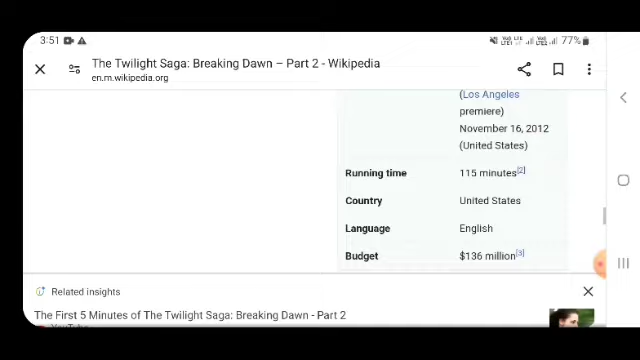 3:51
77%
The Twilight Saga: Breaking Dawn – Part 2 - Wikipedia
en.m.wikipedia.org
(Los Angeles
premiere)
November 16, 2012
(United States)
Running time 115 minutes[2]
Country United States
Language English
Budget $136 million[3]
Related insights
The First 5 Minutes of The Twilight Saga: Breaking Dawn - Part 2